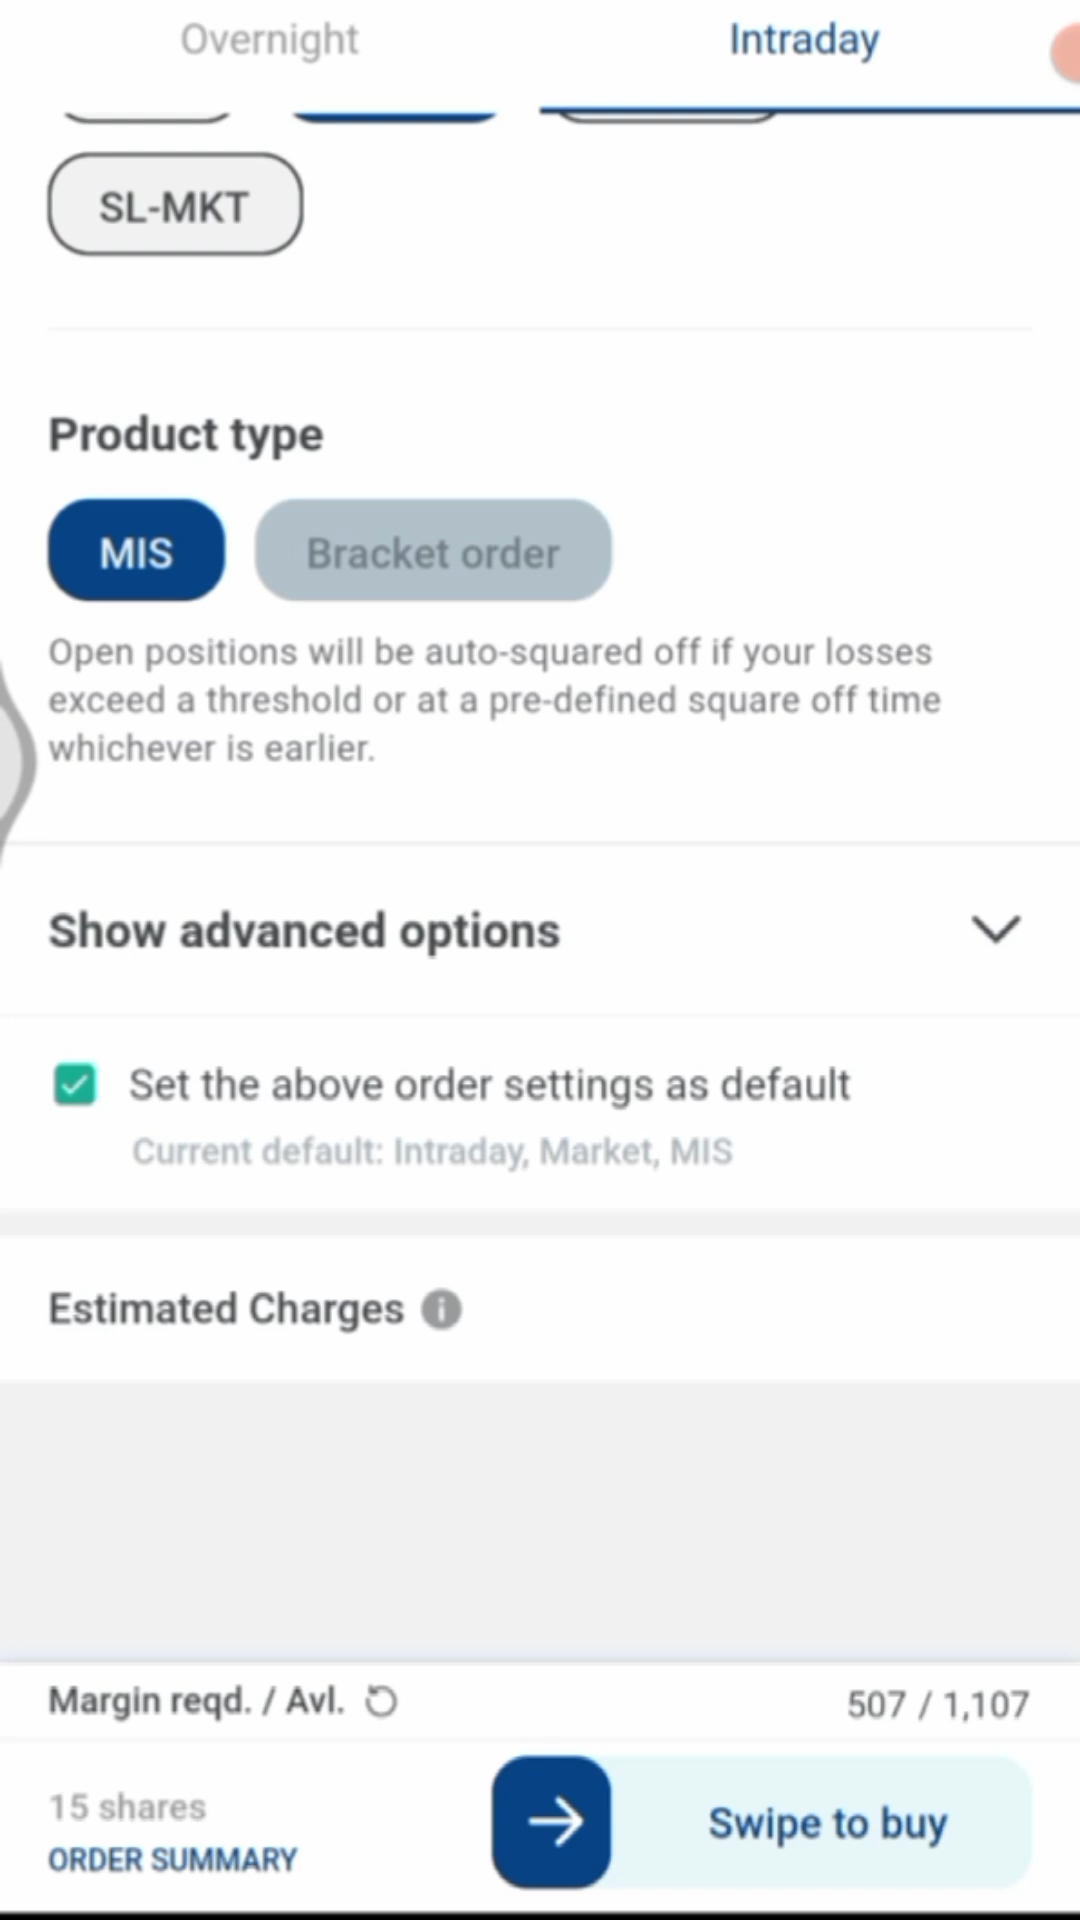 Overnight
Intraday
SL-MKT
Product type
MIS
Bracket order
Open positions will be auto-squared off if your losses
exceed a threshold or at a pre-defined square off time
whichever is earlier.
Show advanced options
Set the above order settings as default
Current default: Intraday, Market, MIS
Estimated Charges
Margin reqd. / Avl.
507 / 1,107
15 shares
ORDER SUMMARY
Swipe to buy